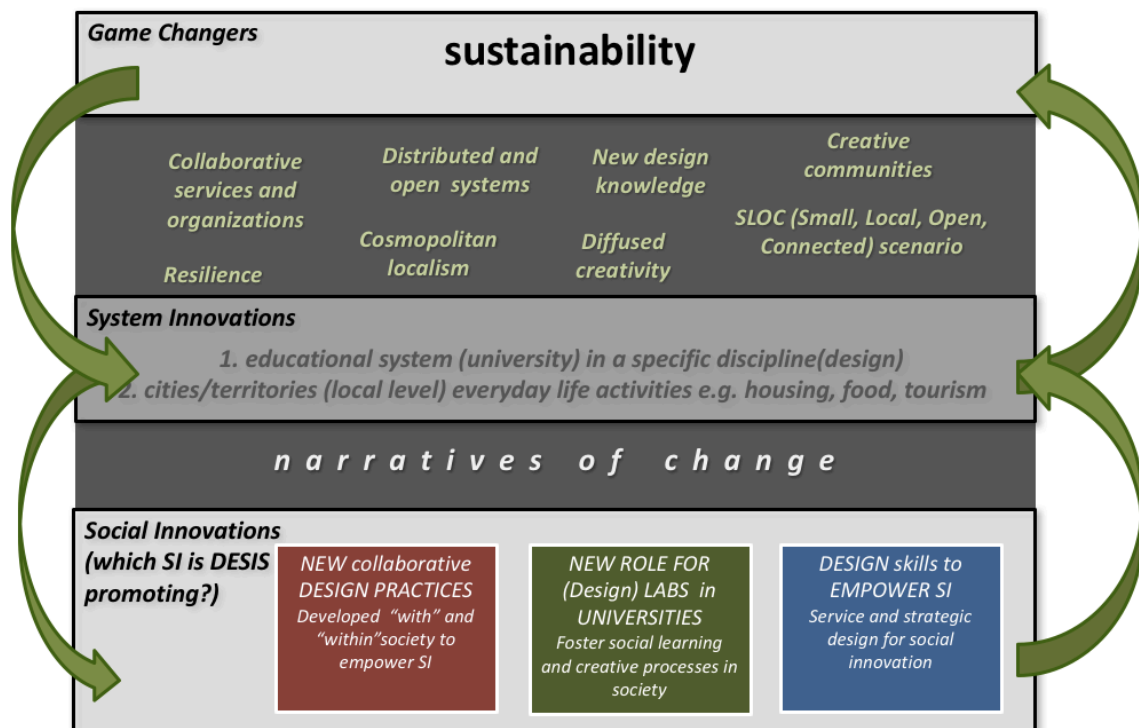 Game Changers
sustainability
Collaborative
services and
organizations
Distributed and
open systems
New design
knowledge
Creative
communities
Resilience
Cosmopolitan
localism
Diffused
creativity
SLOC (Small, Local, Open,
Connected) scenario
System Innovations
1. educational system (university) in a specific discipline(design)
2. cities/territories (local level) everyday life activities e.g. housing, food, tourism
narratives of change
Social Innovations
(which SI is DESIS
promoting?)
NEW collaborative
DESIGN PRACTICES
Developed "with" and
"within"society to
empower SI
NEW ROLE FOR
(Design) LABS in
UNIVERSITIES
Foster social learning
and creative processes in
society
DESIGN skills to
EMPOWER SI
Service and strategic
design for social
innovation